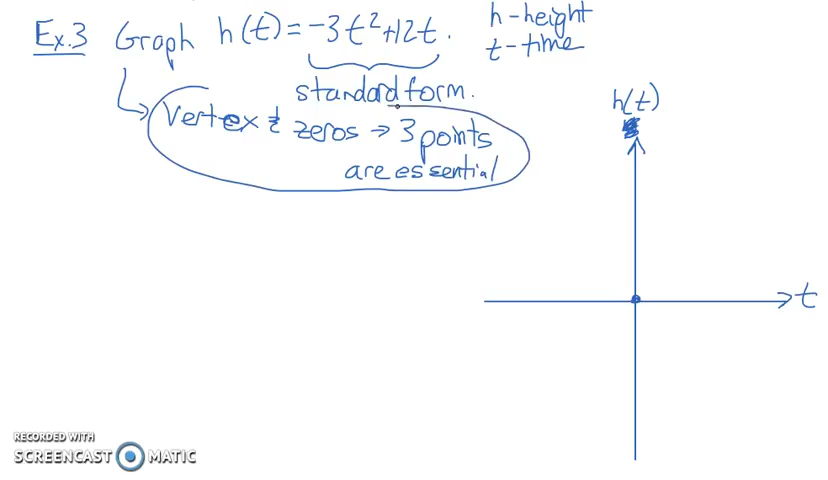 Ex.3 Graph h(t)=-3t²+12t. h-height
t-time
standard form.
Vertex & zeros → 3 points
are essential
h(t)
t
RECORDED WITH
SCREENCAST MATIC